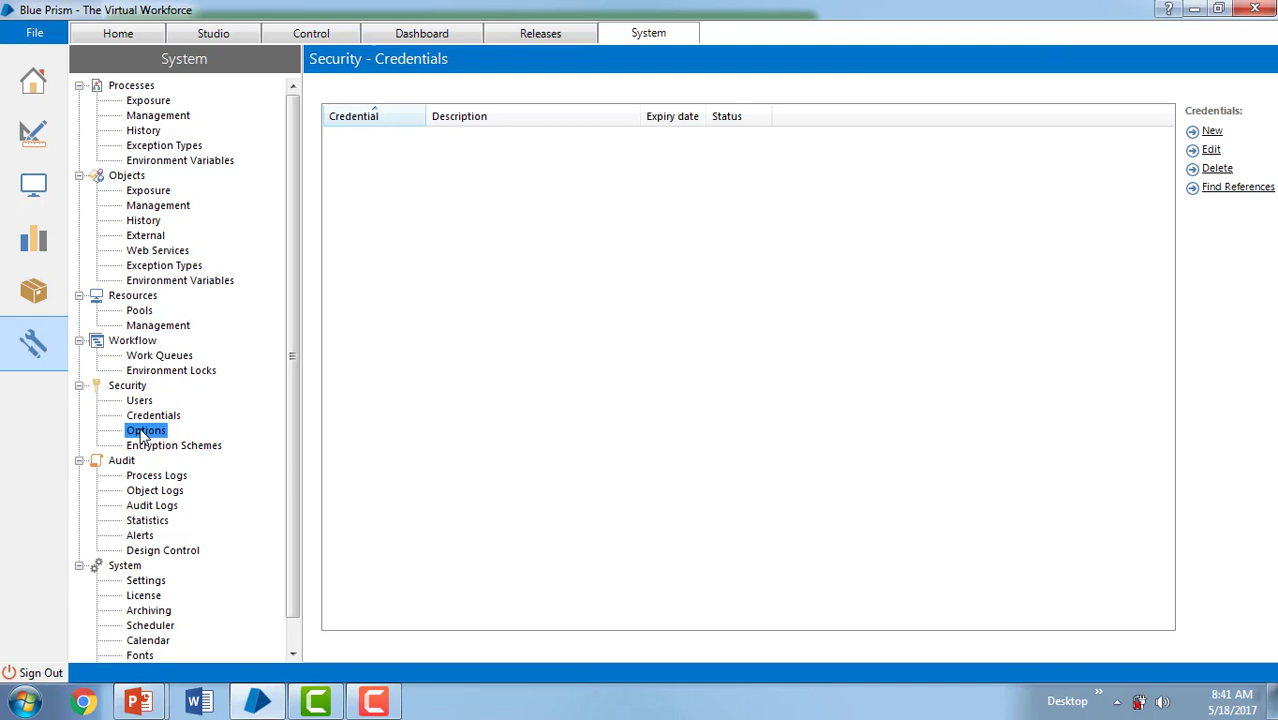 Blue Prism - The Virtual Workforce
File
Home
Studio
Control
Dashboard
Releases
System
System
Security - Credentials
Processes
Exposure
Management
History
Exception Types
Environment Variables
Objects
Exposure
Management
History
External
Web Services
Exception Types
Environment Variables
Resources
Pools
Management
Workflow
Work Queues
Environment Locks
Security
Users
Credentials
Options
Encryption Schemes
Audit
Process Logs
Object Logs
Audit Logs
Statistics
Alerts
Design Control
System
Settings
License
Archiving
Scheduler
Calendar
Fonts
Credential Description Expiry date Status
Credentials:
New
Edit
Delete
Find References
Sign Out
Desktop
8:41 AM
5/18/2017